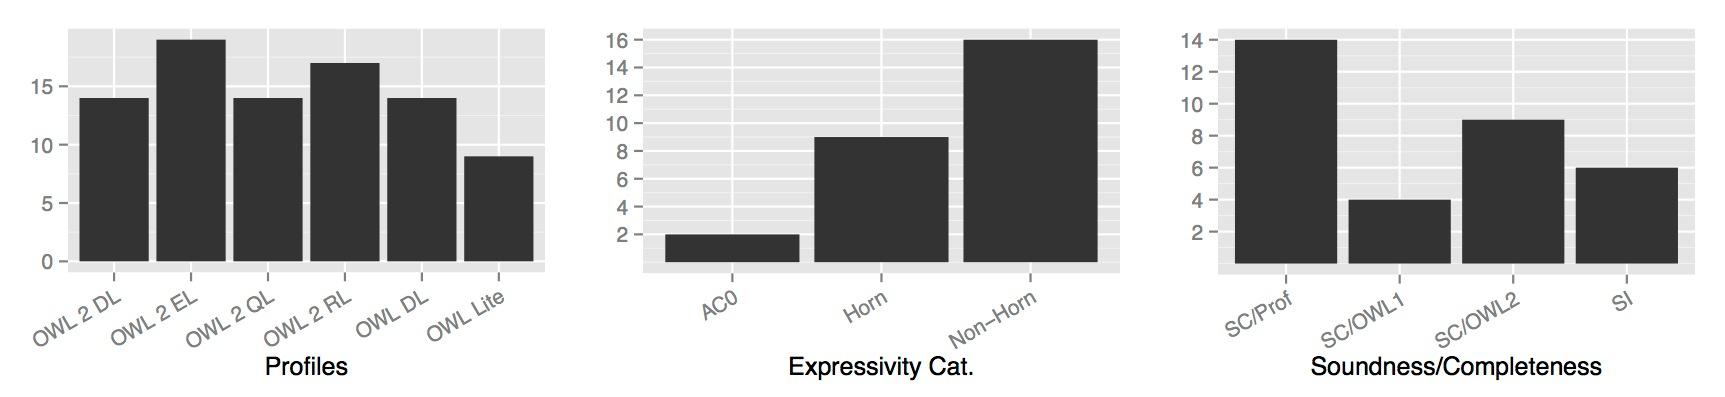 15
10
5
0
OWL 2 DL
OWL 2 EL
OWL 2 QL
OWL 2 RL
OWL DL
OWL Lite
Profiles
16
14
12
10
8
6
4
2
AC0
Horn
Non−Horn
Expressivity Cat.
14
12
10
8
6
4
2
SC/Prof
SC/OWL1
SC/OWL2
SI
Soundness/Completeness